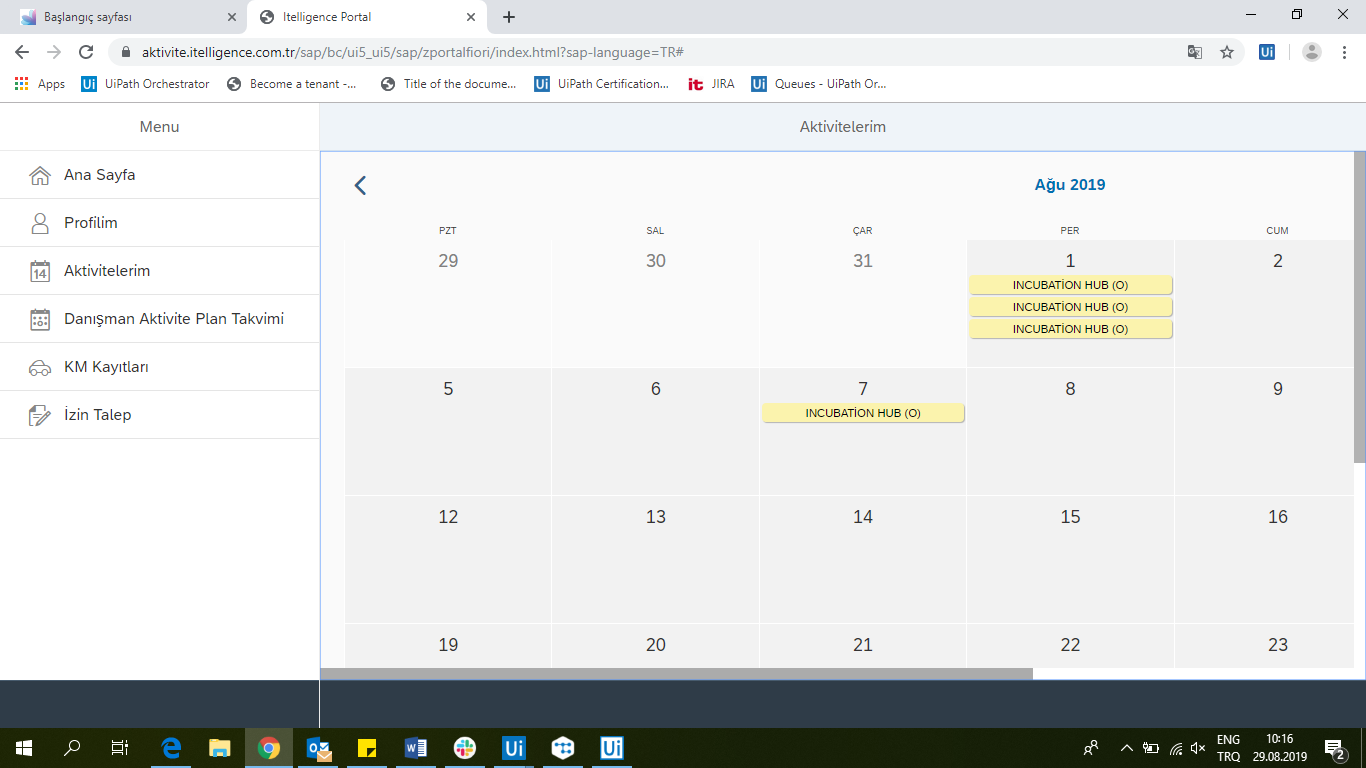 Başlangıç sayfası
Itelligence Portal
aktivite.itelligence.com.tr/sap/bc/ui5_ui5/sap/zportalfiori/index.html?sap-language=TR#
Apps
UiPath Orchestrator
Become a tenant -...
Title of the docume...
UiPath Certification...
JIRA
Queues - UiPath Or...
Menu
Aktivitelerim
Ana Sayfa
Profilim
14 Aktivitelerim
Danışman Aktivite Plan Takvimi
KM Kayıtları
İzin Talep
Ağu 2019
PZT SAL ÇAR PER CUM
29 30 31 1 2
INCUBATİON HUB (O)
INCUBATİON HUB (O)
INCUBATİON HUB (O)
5 6 7 8 9
INCUBATİON HUB (O)
12 13 14 15 16
19 20 21 22 23
ENG 10:16
TRQ 29.08.2019
2